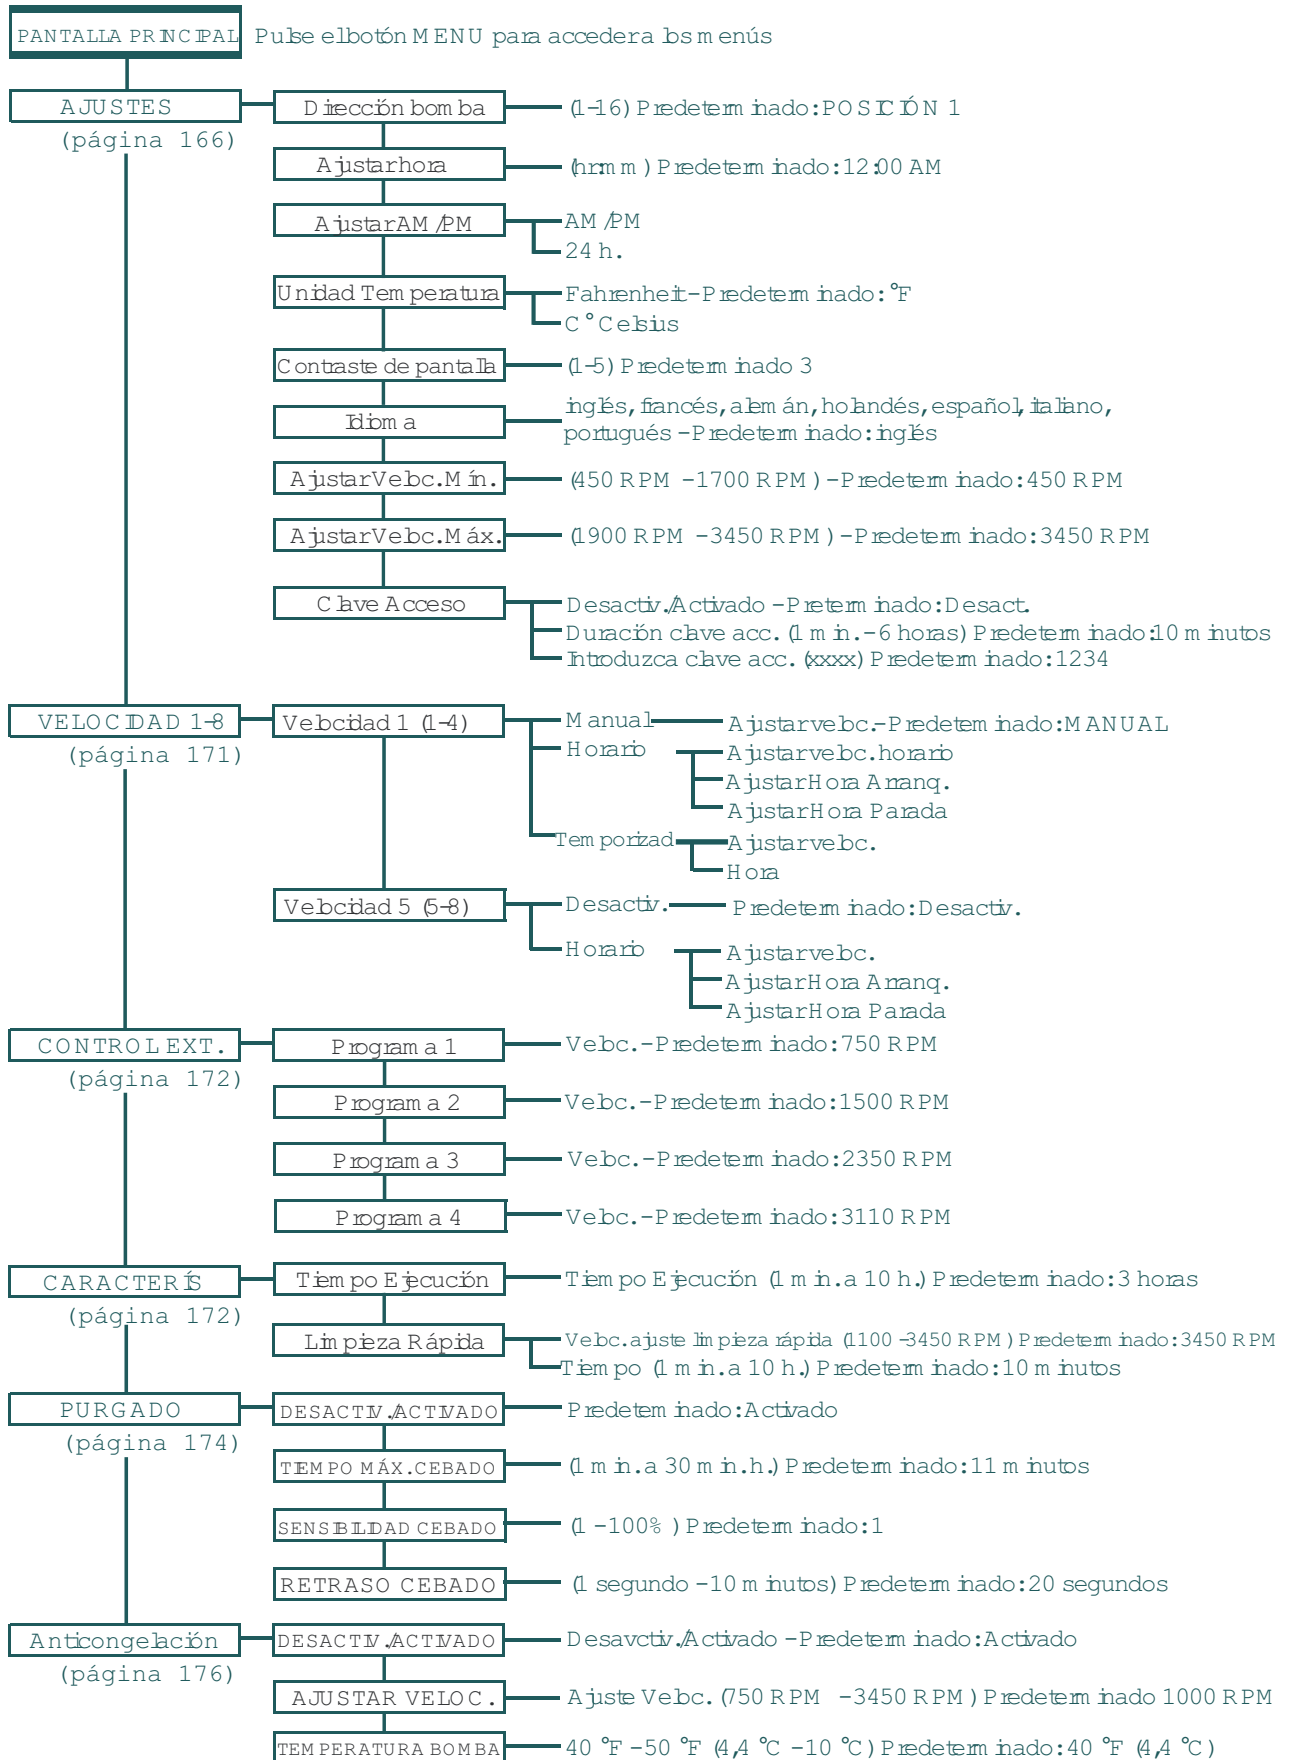 PANTALLA PRINCIPAL Pulse el botón MENU para acceder a los menús
AJUSTES Dirección bomba (1-16) Predeterminado: POSICIÓN 1
(página 166)
Ajustar hora (hr:mm) Predeterminado: 12:00 AM
Ajustar AM/PM AM/PM
24 h.
Unidad Temperatura Fahrenheit - Predeterminado: °F
C° Celsius
Contraste de pantalla (1-5) Predeterminado 3
Idioma inglés, francés, alemán, holandés, español, italiano,
portugués - Predeterminado: inglés
Ajustar Veloc. Mín. (450 RPM - 1700 RPM) - Predeterminado: 450 RPM
Ajustar Veloc. Máx. (1900 RPM - 3450 RPM) - Predeterminado: 3450 RPM
Clave Acceso Desactiv./Activado - Preterminado: Desact.
Duración clave acc. (1 min. - 6 horas) Predeterminado:10 minutos
Introduzca clave acc. (xxxx) Predeterminado: 1234
VELOCIDAD 1-8 Velocidad 1 (1-4) Manual Ajustar veloc.- Predeterminado: MANUAL
(página 171)
Horario Ajustar veloc. horario
Ajustar Hora Arranq.
Ajustar Hora Parada
Temporizad Ajustar veloc.
Hora
Velocidad 5 (5-8) Desactiv. Predeterminado: Desactiv.
Horario Ajustar veloc.
Ajustar Hora Arranq.
Ajustar Hora Parada
CONTROL EXT. Programa 1 Veloc. - Predeterminado: 750 RPM
(página 172)
Programa 2 Veloc. - Predeterminado: 1500 RPM
Programa 3 Veloc. - Predeterminado: 2350 RPM
Programa 4 Veloc. - Predeterminado: 3110 RPM
CARACTERÍS Tiempo Ejecución Tiempo Ejecución (1 min. a 10 h.) Predeterminado: 3 horas
(página 172)
Limpieza Rápida Veloc. ajuste limpieza rápida (1100 - 3450 RPM) Predeterminado: 3450 RPM
Tiempo (1 min. a 10 h.) Predeterminado: 10 minutos
PURGADO DESACTIV./ACTIVADO Predeterminado: Activado
(página 174)
TIEMPO MÁX. CEBADO (1 min. a 30 min. h.) Predeterminado: 11 minutos
SENSIBILIDAD CEBADO (1 - 100%) Predeterminado: 1
RETRASO CEBADO (1 segundo - 10 minutos) Predeterminado: 20 segundos
Anticongelación DESACTIV./ACTIVADO Desavctiv./Activado - Predeterminado: Activado
(página 176)
AJUSTAR VELOC. Ajuste Veloc. (750 RPM - 3450 RPM) Predeterminado 1000 RPM
TEMPERATURA BOMBA 40 °F - 50 °F (4,4 °C - 10 °C) Predeterminado: 40 °F (4,4 °C)